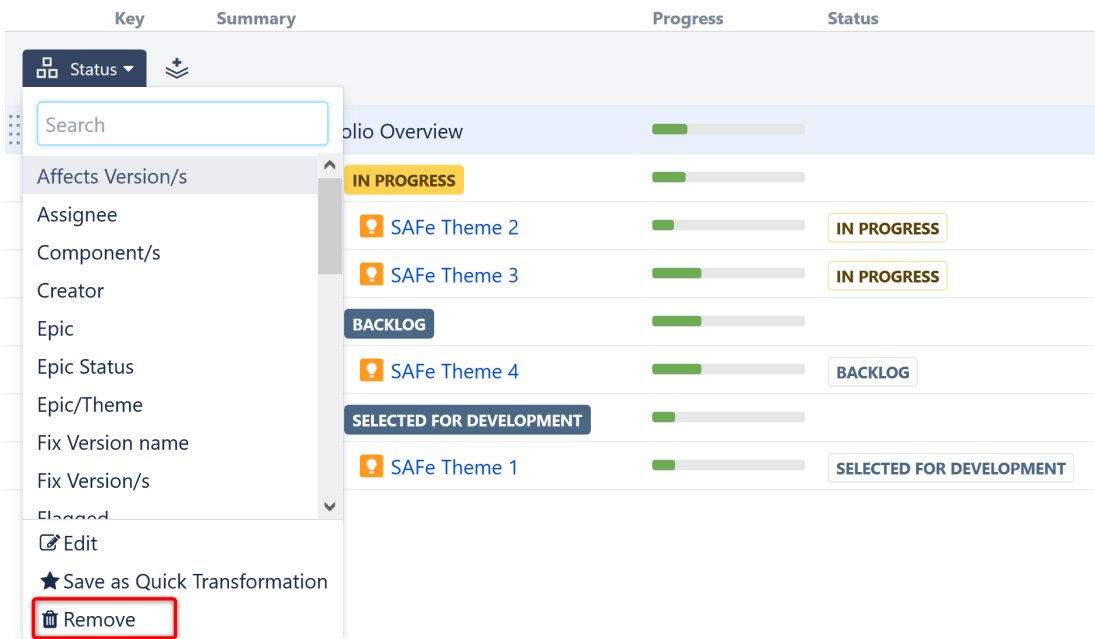 Key Summary Progress Status
Status
Search
olio Overview
Affects Version/s
IN PROGRESS
Assignee
SAFe Theme 2 IN PROGRESS
Component/s
SAFe Theme 3 IN PROGRESS
Creator
Epic
BACKLOG
Epic Status
SAFe Theme 4 BACKLOG
Epic/Theme
SELECTED FOR DEVELOPMENT
Fix Version name
SAFe Theme 1 SELECTED FOR DEVELOPMENT
Fix Version/s
Flagged
Edit
Save as Quick Transformation
Remove